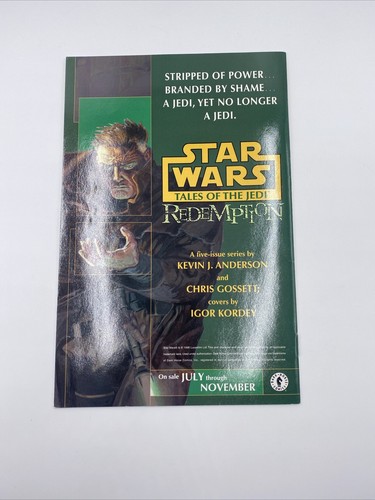 STRIPPED OF POWER...
BRANDED BY SHAME...
A JEDI, YET NO LONGER
A JEDI.
STAR
WARS
TALES OF THE JEDI
REDEMPTION
A five-issue series by
KEVIN J. ANDERSON
and
CHRIS GOSSETT;
covers by
IGOR KORDEY
On sale JULY through
NOVEMBER